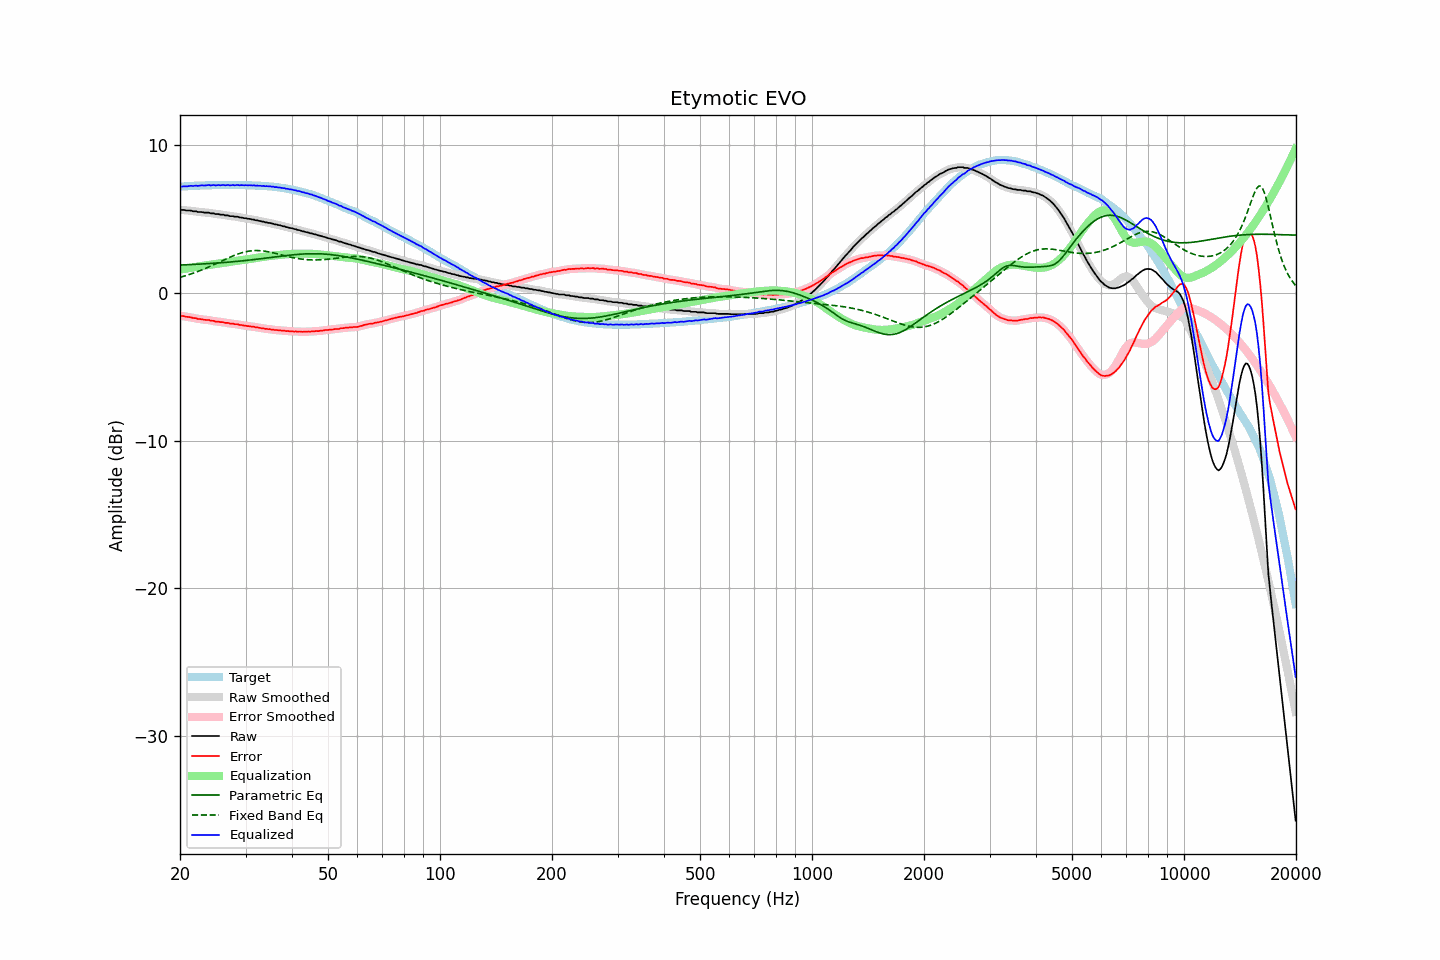 Etymotic EVO
Amplitude (dBr)
10
0
−10
−20
−30
Target
Raw Smoothed
Error Smoothed
Raw
Error
Equalization
Parametric Eq
Fixed Band Eq
Equalized
20 50 100 200 500 1000 2000 5000 10000 20000
Frequency (Hz)